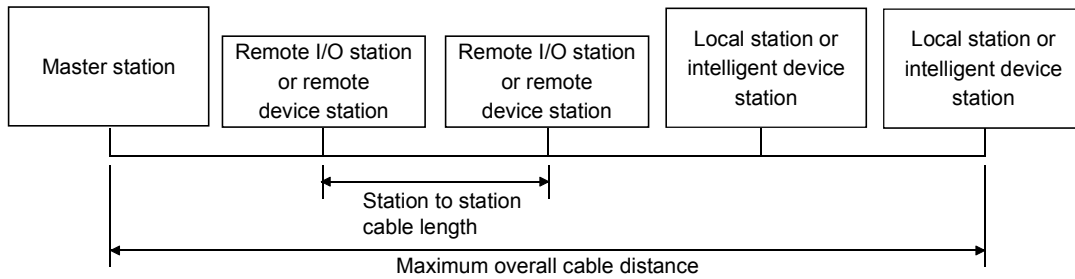 Master station
Remote I/O station
or remote
device station
Remote I/O station
or remote
device station
Local station or
intelligent device
station
Local station or
intelligent device
station
Station to station
cable length
Maximum overall cable distance